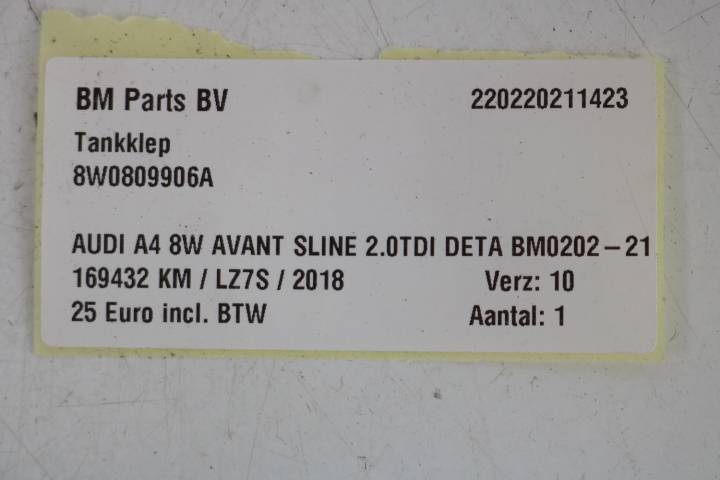 BM Parts BV 220220211423
Tankklep
8W0809906A
AUDI A4 8W AVANT SLINE 2.0TDI DETA BM0202-21
169432 KM / LZ7S / 2018 Verz: 10
25 Euro incl. BTW Aantal: 1